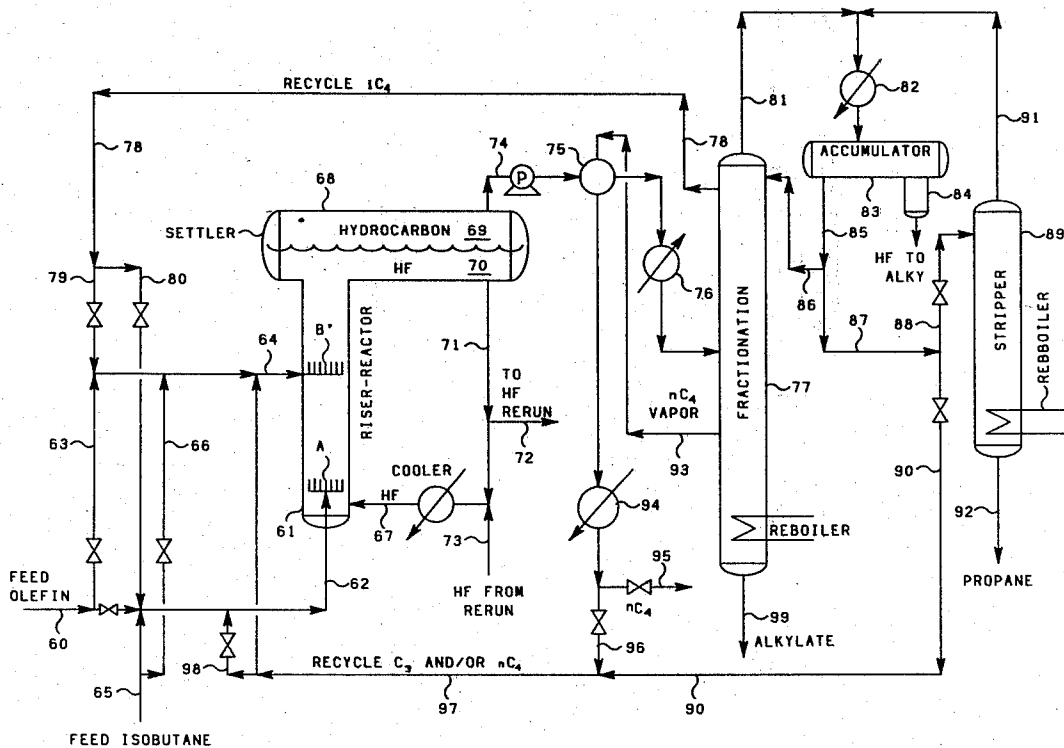 81
82
91
RECYCLE iC4
78
74
P
75
78
ACCUMULATOR
68
83
84
89
SETTLER
HYDROCARBON 69
HF 70
85
HF TO
ALKY
79
80
76
86
88
STRIPPER
REBBOILER
B'
64
71
87
RISER-REACTOR
FRACTIONATION
77
TO
HF
RERUN
nC4
VAPOR
63
66
A
72
93
COOLER
90
HF
94
61
67
73
92
REBOILER
FEED
OLEFIN
62
95
PROPANE
60
HF FROM
RERUN
nC4
99
96
ALKYLATE
98
RECYCLE C3 AND/OR nC4
65
97
90
FEED ISOBUTANE